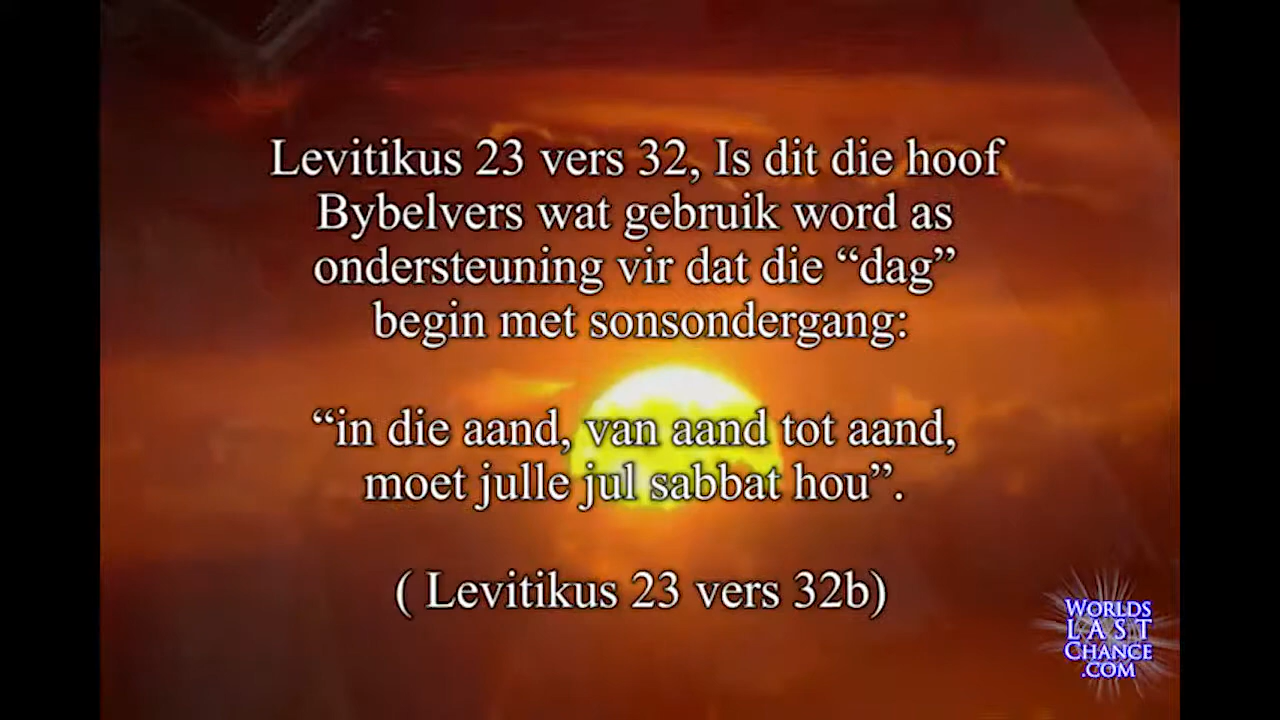 Levitikus 23 vers 32, Is dit die hoof
Bybelvers wat gebruik word as
ondersteuning vir dat die “dag”
begin met sonsondergang:
“in die aand, van aand tot aand,
moet julle jul sabbat hou”.
( Levitikus 23 vers 32b)
WORLDS
LAST
CHANCE
.COM